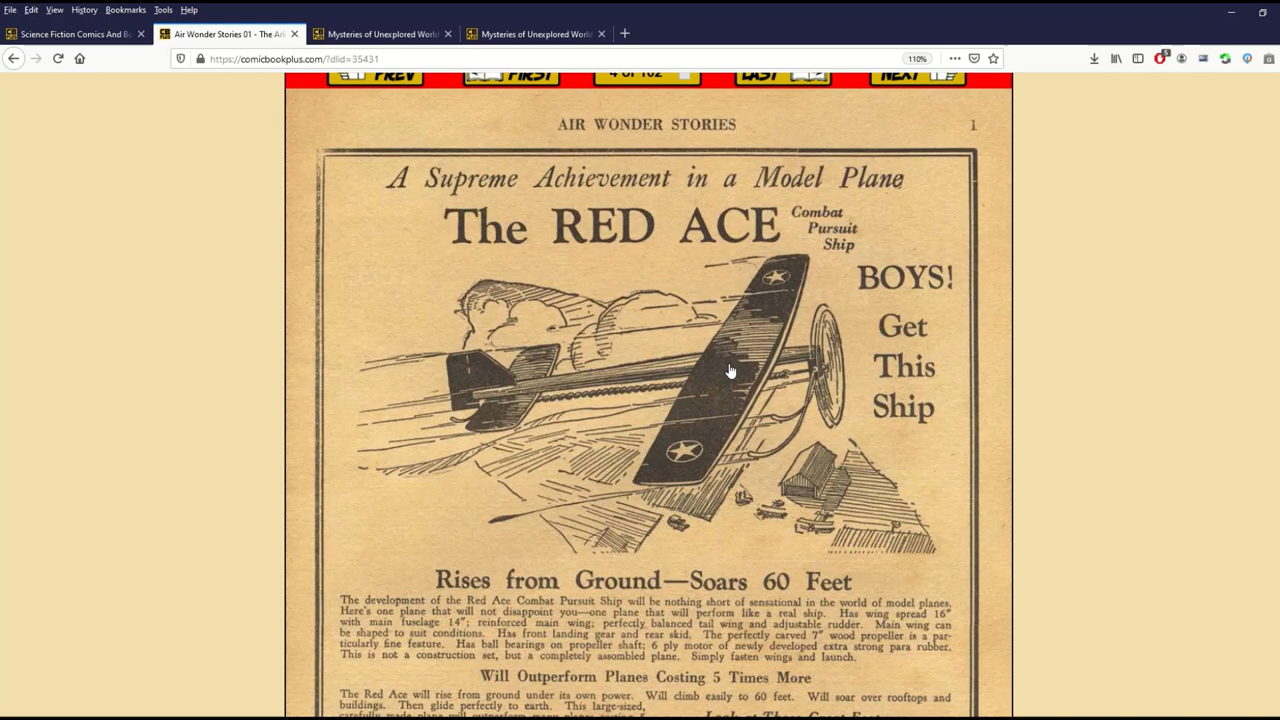 File Edit View History Bookmarks Tools Help
Science Fiction Comics And Bo
Air Wonder Stories 01 - The Ark
Mysteries of Unexplored World
Mysteries of Unexplored World
https://comicbookplus.com/?dlid=35431
110%
5
PREV FIRST 4 of 102 LAST NEXT
AIR WONDER STORIES 1
A Supreme Achievement in a Model Plane
The RED ACE Combat
Pursuit
Ship
BOYS!
Get
This
Ship
Rises from Ground—Soars 60 Feet
The development of the Red Ace Combat Pursuit Ship will be nothing short of sensational in the world of model planes.
Here's one plane that will not disappoint you—one plane that will perform like a real ship. Has wing spread 16"
with main fuselage 14"; reinforced main wing; perfectly balanced tail wing and adjustable rudder. Main wing can
be shaped to suit conditions. Has front landing gear and rear skid. The perfectly carved 7" wood propeller is a par-
ticularly fine feature. Has ball bearings on propeller shaft; 6 ply motor of newly developed extra strong para rubber.
This is not a construction set, but a completely assembled plane. Simply fasten wings and launch.
Will Outperform Planes Costing 5 Times More
The Red Ace will rise from ground under its own power. Will climb easily to 60 feet. Will soar over rooftops and
buildings. Then glide perfectly to earth. This large-sized,